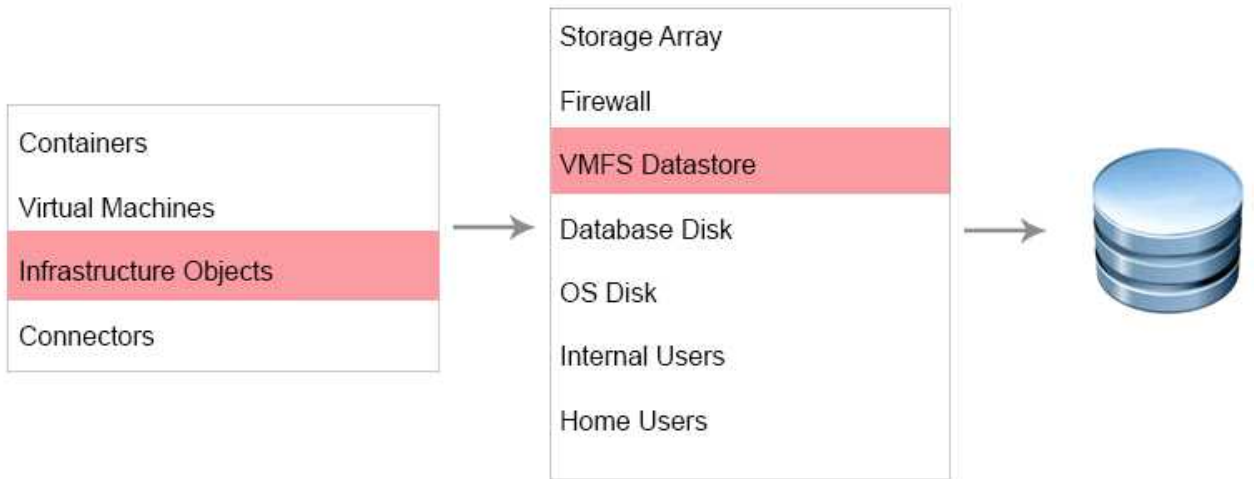 Containers
Virtual Machines
Infrastructure Objects
Connectors
Storage Array
Firewall
VMFS Datastore
Database Disk
OS Disk
Internal Users
Home Users